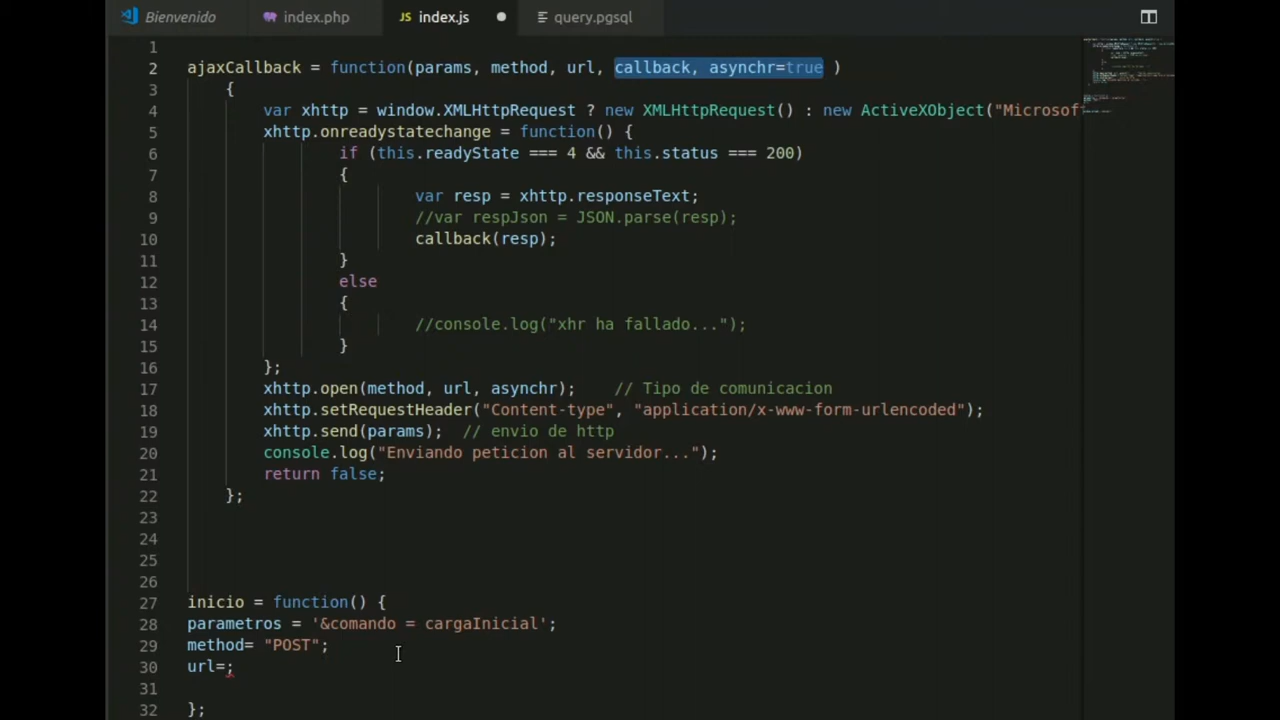 Bienvenido index.php JS index.js query.pgsql
1
2 ajaxCallback = function(params, method, url, callback, asynchr=true )
3 {
4 var xhttp = window.XMLHttpRequest ? new XMLHttpRequest() : new ActiveXObject("Microsof
5 xhttp.onreadystatechange = function() {
6 if (this.readyState === 4 && this.status === 200)
7 {
8 var resp = xhttp.responseText;
9 //var respJson = JSON.parse(resp);
10 callback(resp);
11 }
12 else
13 {
14 //console.log("xhr ha fallado...");
15 }
16 };
17 xhttp.open(method, url, asynchr); // Tipo de comunicacion
18 xhttp.setRequestHeader("Content-type", "application/x-www-form-urlencoded");
19 xhttp.send(params); // envio de http
20 console.log("Enviando peticion al servidor...");
21 return false;
22 };
23
24
25
26
27 inicio = function() {
28 parametros = '&comando = cargaInicial';
29 method= "POST";
30 url=;
31
32 };